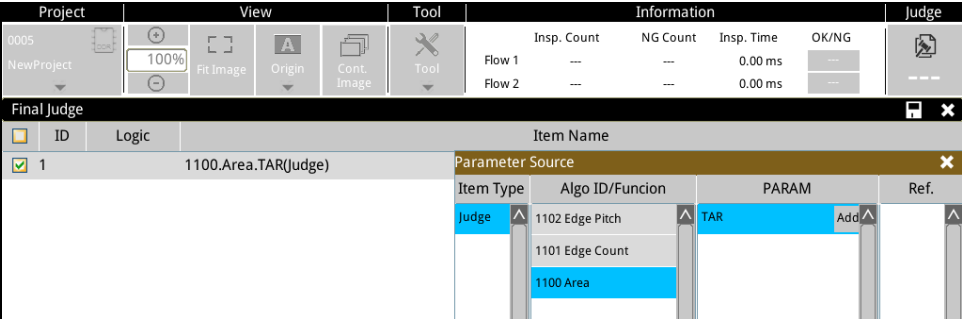 Project View Tool Information Judge
0005
NewProject
100%
Fit Image
Origin
Cont.
Image
Tool
Insp. Count NG Count Insp. Time OK/NG
Flow 1 --- --- 0.00 ms ---
Flow 2 --- --- 0.00 ms ---
---
Final Judge
ID Logic Item Name
1 1100.Area.TAR(Judge)
Parameter Source
Item Type Algo ID/Funcion PARAM Ref.
Judge 1102 Edge Pitch TAR Add
1101 Edge Count
1100 Area